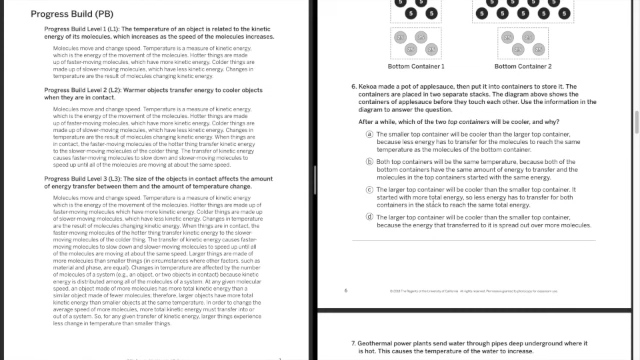 Progress Build (PB)
Progress Build Level 1 (L1): The temperature of an object is related to the kinetic
energy of its molecules, which increases as the speed of the molecules increases.
Molecules move and change speed. Temperature is a measure of kinetic energy,
which is the energy of the movement of the molecules. Hotter things are made
up of faster-moving molecules, which have more kinetic energy. Colder things are
made up of slower-moving molecules, which have less kinetic energy. Changes in
temperature are the result of molecules changing kinetic energy.
Progress Build Level 2 (L2): Warmer objects transfer energy to cooler objects
when they are in contact.
Molecules move and change speed. Temperature is a measure of kinetic energy,
which is the energy of the movement of the molecules. Hotter things are made
up of faster-moving molecules, which have more kinetic energy. Colder things are
made up of slower-moving molecules, which have less kinetic energy. Changes in
temperature are the result of molecules changing kinetic energy. When things are
in contact, the faster-moving molecules of the hotter thing transfer kinetic energy
to the slower-moving molecules of the colder thing. The transfer of kinetic energy
causes faster-moving molecules to slow down and slower-moving molecules to
speed up until all of the molecules are moving at about the same speed.
Progress Build Level 3 (L3): The size of the objects in contact affects the amount
of energy transfer between them and the amount of temperature change.
Molecules move and change speed. Temperature is a measure of kinetic energy,
which is the energy of the movement of the molecules. Hotter things are made up of
faster-moving molecules, which have more kinetic energy. Colder things are made up
of slower-moving molecules, which have less kinetic energy. Changes in temperature
are the result of molecules changing kinetic energy. When things are in contact, the
faster-moving molecules of the hotter thing transfer kinetic energy to the slower-moving
molecules of the colder thing. The transfer of kinetic energy causes faster-
moving molecules to slow down and slower-moving molecules to speed up until all
of the molecules are moving at about the same speed. Larger things are made of
more molecules than smaller things (in circumstances where other factors, such as
material and phase, are equal). Changes in temperature are affected by the number
of molecules of a system (e.g., an object, or two objects in contact) because kinetic
energy is distributed among all of the molecules of a system. At any given molecular
speed, an object made of more molecules has more total kinetic energy than a
similar object made of fewer molecules; therefore, larger objects have more total
kinetic energy than smaller objects at the same temperature. In order to change the
average speed of more molecules, more total kinetic energy must transfer into or
out of a system. So, for any given transfer of kinetic energy, larger things experience
less change in temperature than smaller things.
S S S S S S S S
Bottom Container 1 Bottom Container 2
6. Kekoa made a pot of applesauce, then put it into containers to store it. The
containers are placed in two separate stacks. The diagram above shows the
containers of applesauce before they touch each other. Use the information in the
diagram to answer the question.
After a while, which of the two top containers will be cooler, and why?
a The smaller top container will be cooler than the larger top container,
because less energy has to transfer for the molecules to reach the same
temperature as the molecules of the bottom container.
b Both top containers will be the same temperature, because both of the
bottom containers have the same amount of energy to transfer and the
molecules in the top containers started with the same energy.
c The larger top container will be cooler than the smaller top container. It
started with more total energy, so less energy has to transfer for both
containers in the stack to reach the same total energy.
d The larger top container will be cooler than the smaller top container,
because the energy that transferred to it is spread out over more molecules.
7. Geothermal power plants send water through pipes deep underground where it
is hot. This causes the temperature of the water to increase.